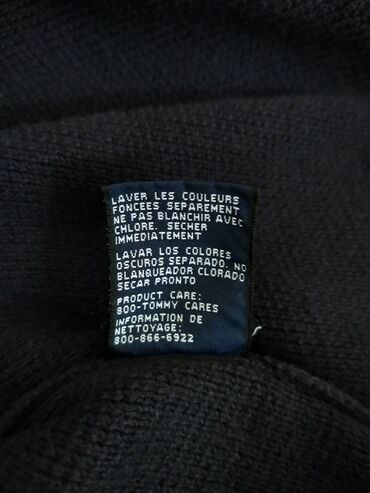 LAVER LES COULEURS
FONCEES SEPAREMENT
NE PAS BLANCHIR AVEC
CHLORE. SECHER
IMMEDIATEMENT
LAVAR LOS COLORES
OSCUROS SEPARADO. NO
BLANQUEADOR CLORADO
SECAR PRONTO
PRODUCT CARE:
800-TOMMY CARES
INFORMATION DE
NETTOYAGE:
800-866-6922